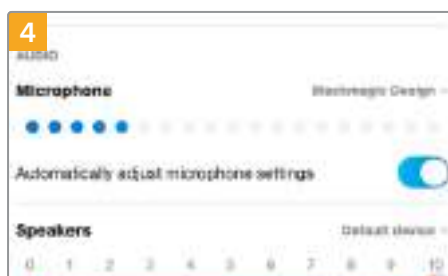 4
AUDIO
Microphone Blackmagic Design
Automatically adjust microphone settings
Speakers Default device
0 1 2 3 4 5 6 7 8 9 10